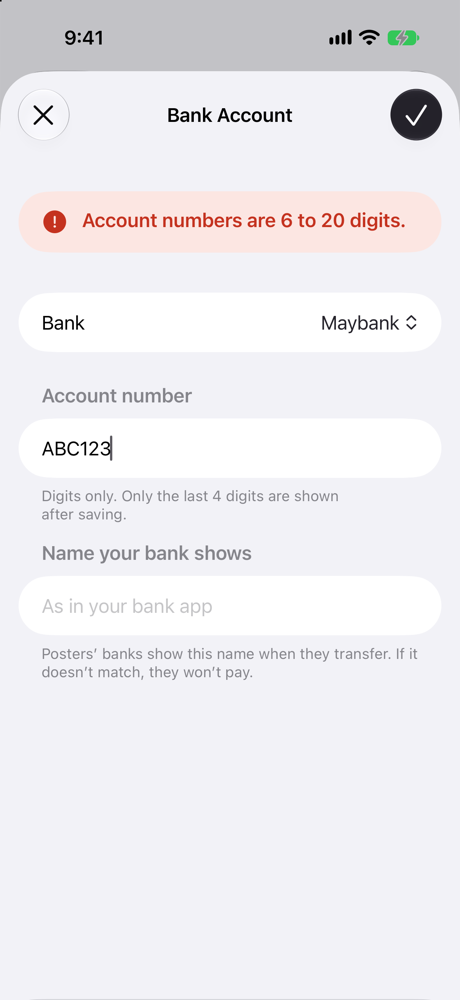 9:41
Bank Account
Account numbers are 6 to 20 digits.
Bank
Maybank
Account number
ABC123
Digits only. Only the last 4 digits are shown
after saving.
Name your bank shows
As in your bank app
Posters’ banks show this name when they transfer. If it
doesn’t match, they won’t pay.